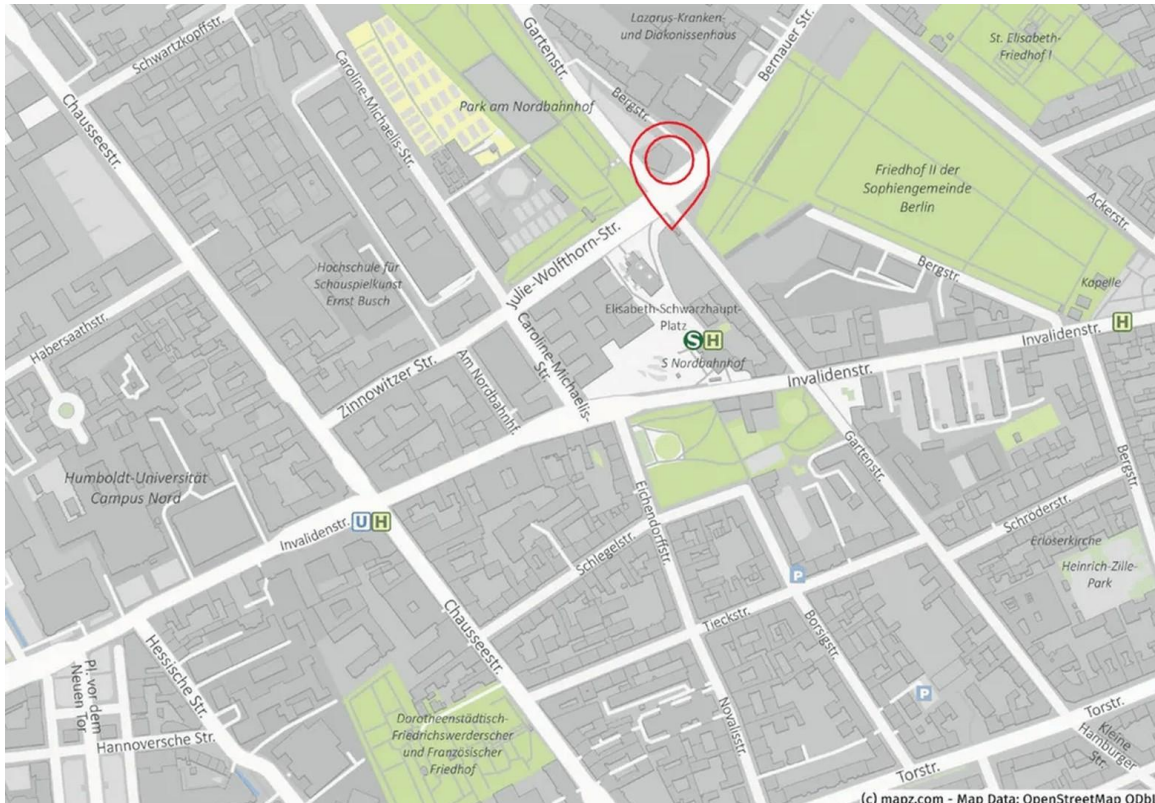 Lazarus-Kranken-
und Diakonissenhaus
Bernauer Str.
St. Elisabeth-
Friedhof I
Gartenstr.
Schwartzkopffstr.
Caroline-Michaelis-Str.
Chausseestr.
Park am Nordbahnhof
Bergstr.
Friedhof II der
Sophiengemeinde
Berlin
Ackerstr.
Julie-Wolfthorn-Str.
Hochschule für
Schauspielkunst
Ernst Busch
Bergstr.
Kapelle
Elisabeth-Schwarzhaupt-
Platz
Habersaathstr.
S H
S Nordbahnhof
H
Invalidenstr.
Caroline-Michaelis-
Str.
Zinnowitzer Str.
Am Nordbahnhf.
Invalidenstr.
Gartenstr.
Humboldt-Universität
Campus Nord
Bergstr.
Eichendorffstr.
Invalidenstr.
U H
Schröderstr.
Erlöserkirche
Heinrich-Zille-
Park
Schlegelstr.
P
Chausseestr.
Tieckstr.
Borsigstr.
Hessische Str.
Pl. vor dem
Neuen Tor
P
Novalisstr.
Torstr.
Dorotheenstädtisch-
Friedrichswerderscher
und Französischer
Friedhof
Hannoversche Str.
Kleine
Hamburger
Str.
Torstr.
(c) mapz.com - Map Data: OpenStreetMap ODbL